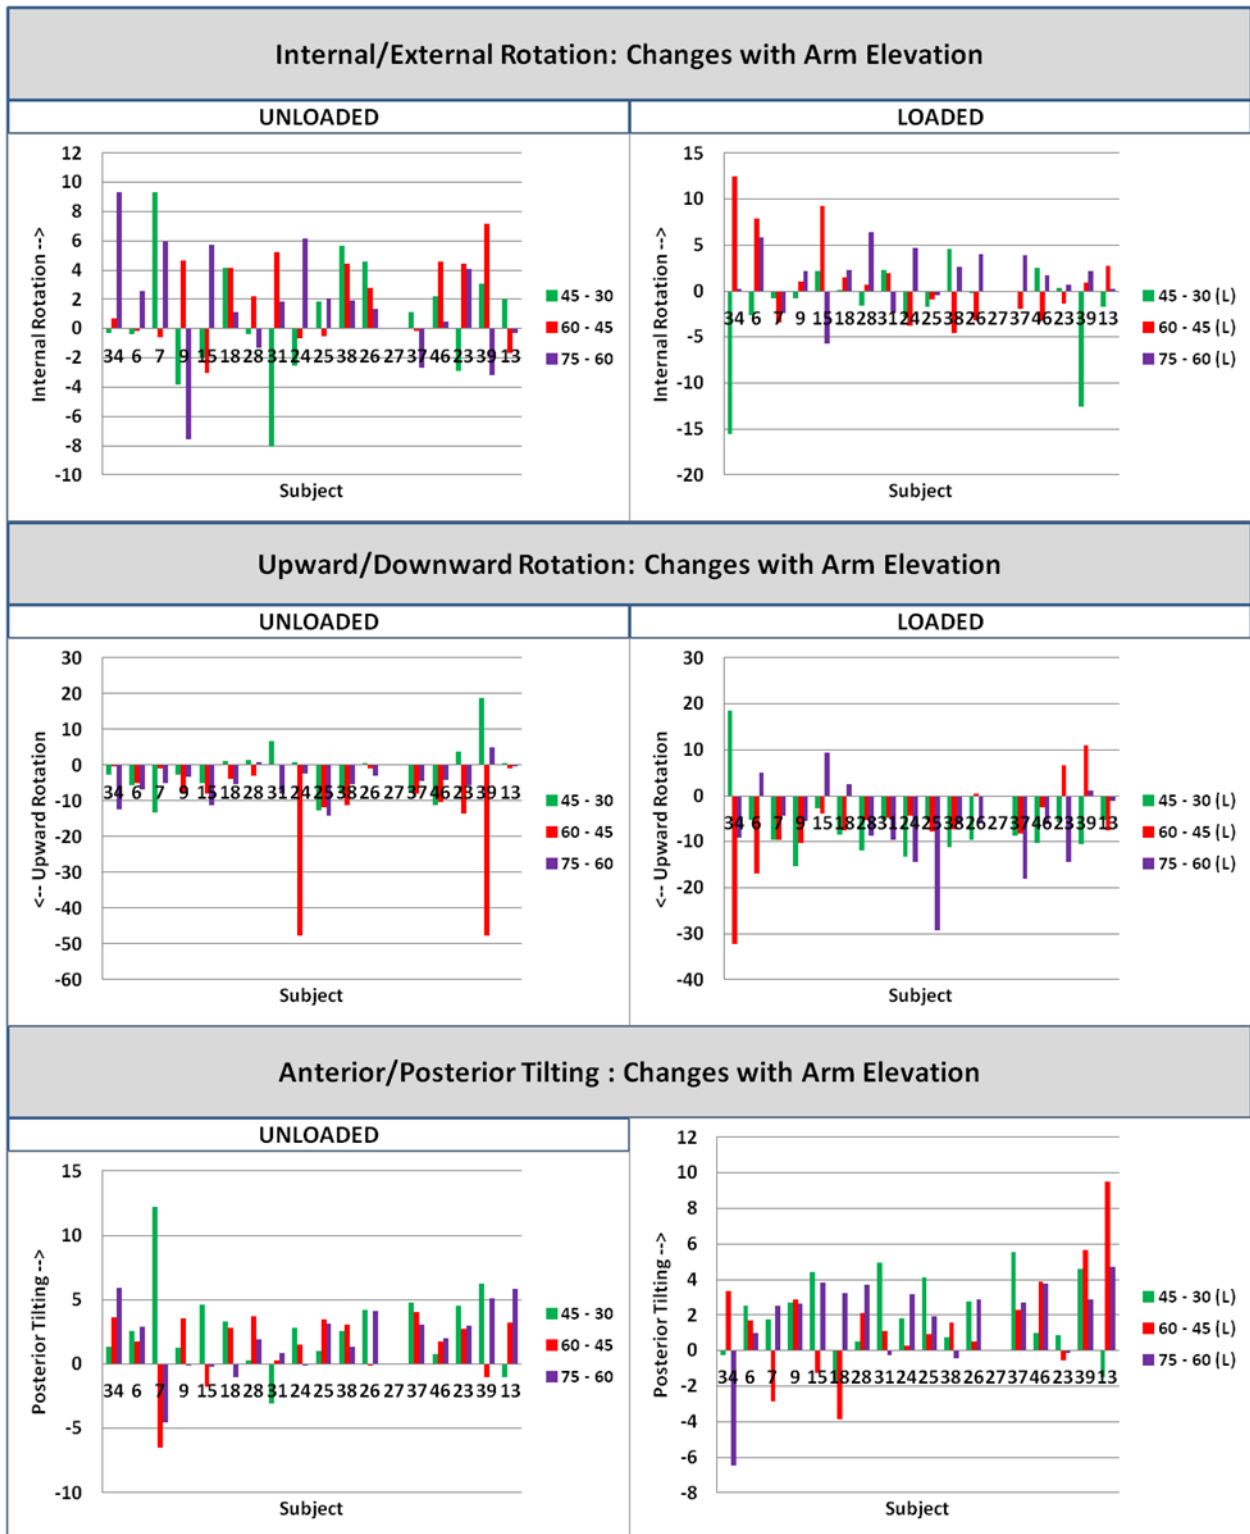 Internal/External Rotation: Changes with Arm Elevation
UNLOADED
LOADED
12
10
8
6
4
2
0
-2
-4
-6
-8
-10
Internal Rotation -->
34 6 7 9 15 18 28 31 24 25 38 26 27 37 46 23 39 13
Subject
45 - 30
60 - 45
75 - 60
15
10
5
0
-5
-10
-15
-20
Internal Rotation -->
34 6 7 9 15 18 28 31 24 25 38 26 27 37 46 23 39 13
Subject
45 - 30 (L)
60 - 45 (L)
75 - 60 (L)
Upward/Downward Rotation: Changes with Arm Elevation
UNLOADED
LOADED
30
20
10
0
-10
-20
-30
-40
-50
-60
<-- Upward Rotation
34 6 7 9 15 18 28 31 24 25 38 26 27 37 46 23 39 13
Subject
45 - 30
60 - 45
75 - 60
30
20
10
0
-10
-20
-30
-40
<-- Upward Rotation
34 6 7 9 15 18 28 31 24 25 38 26 27 37 46 23 39 13
Subject
45 - 30 (L)
60 - 45 (L)
75 - 60 (L)
Anterior/Posterior Tilting : Changes with Arm Elevation
UNLOADED
15
10
5
0
-5
-10
Posterior Tilting -->
34 6 7 9 15 18 28 31 24 25 38 26 27 37 46 23 39 13
Subject
45 - 30
60 - 45
75 - 60
12
10
8
6
4
2
0
-2
-4
-6
-8
Posterior Tilting -->
34 6 7 9 15 18 28 31 24 25 38 26 27 37 46 23 39 13
Subject
45 - 30 (L)
60 - 45 (L)
75 - 60 (L)